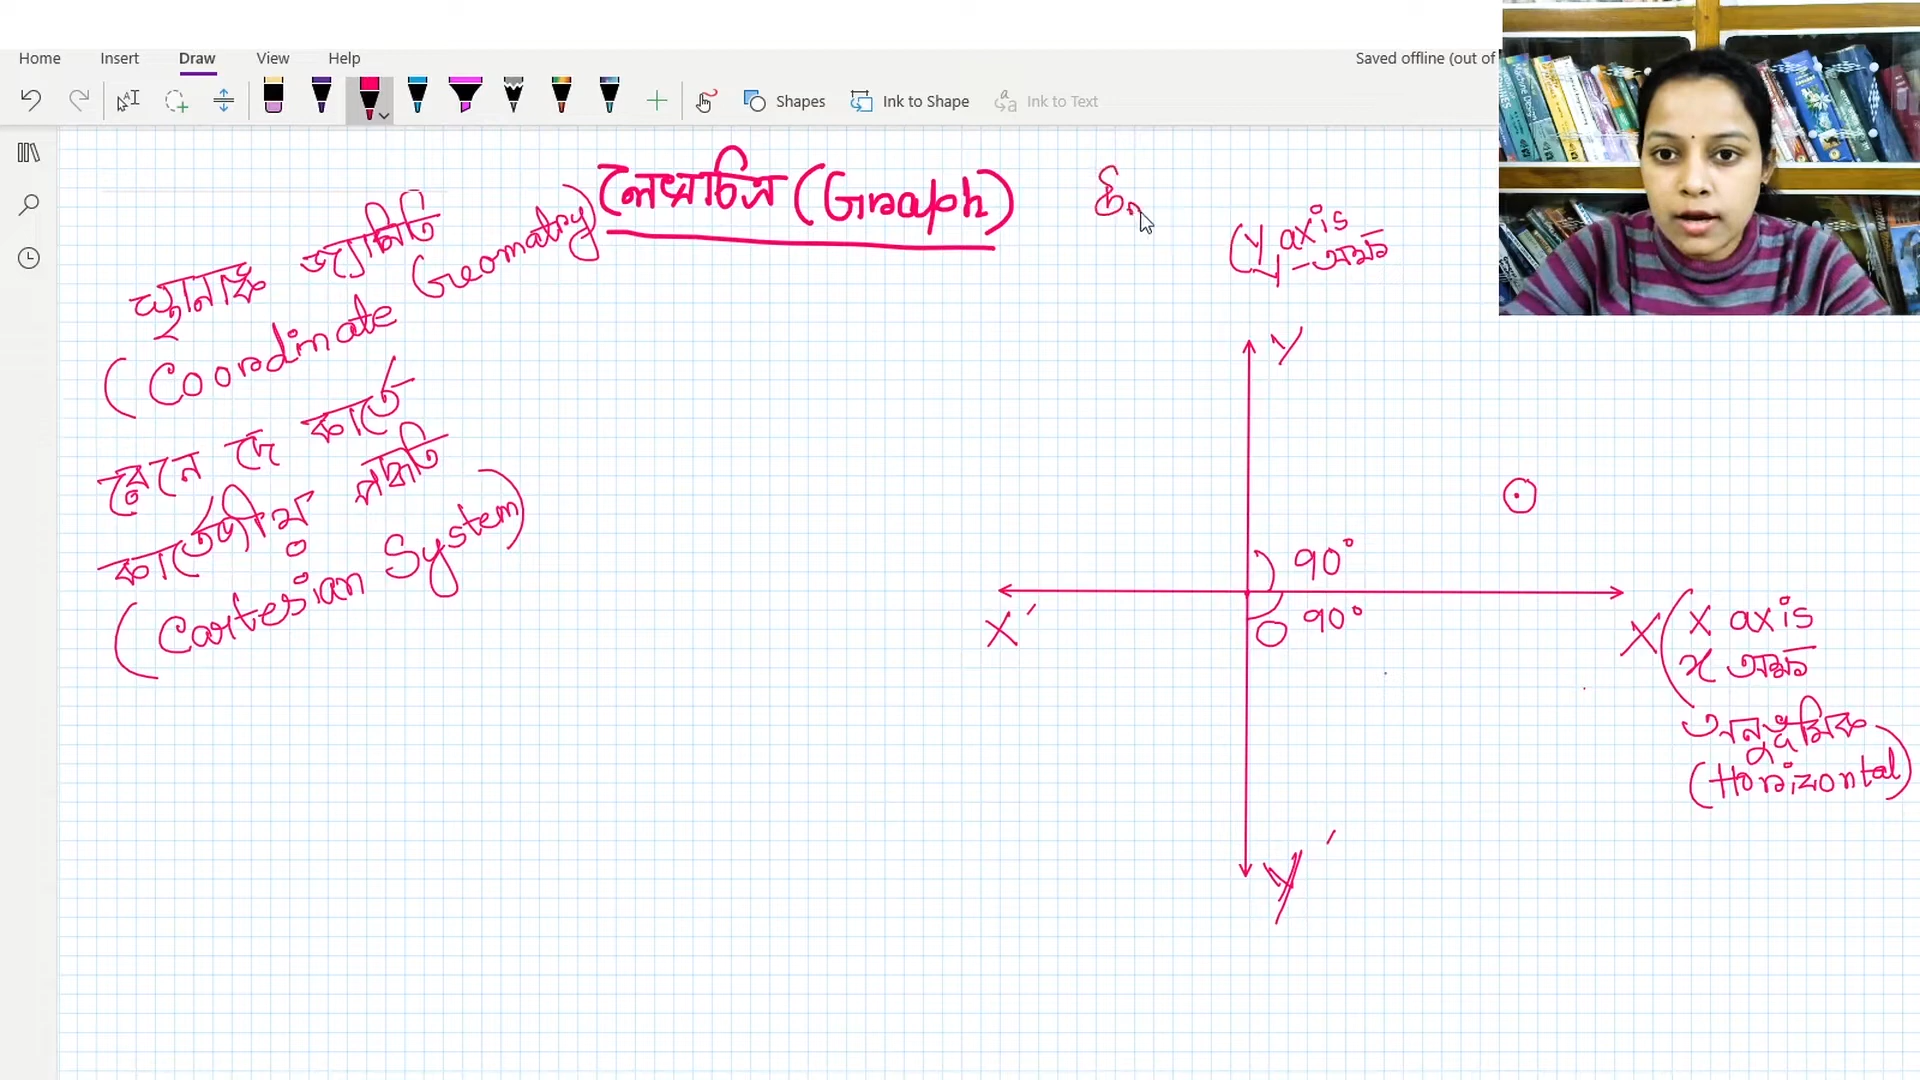 Home Insert Draw View Help
Saved offline (out of
Shapes Ink to Shape Ink to Text
লেখচিত্র (Graph)
স্থানাঙ্ক জ্যামিতি
(Coordinate Geomatry)
ৰেনে দে কাৰ্তে
কাৰ্তেজীয় পদ্ধতি
(Cartesian System)
(Y axis
y-অক্ষ
Y
90°
X'
O 90°
X (X axis
x অক্ষ
অনুভূমিক
(Horizontal)
Y'